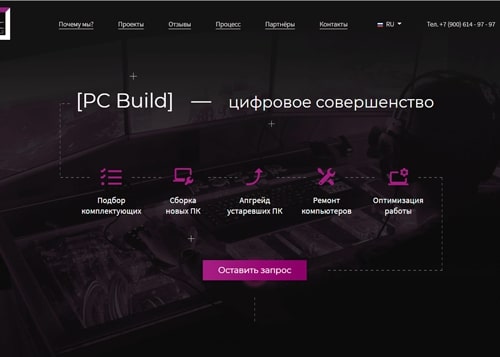 Почему мы? Проекты Отзывы Процесс Партнёры Контакты RU Тел. +7 (900) 614 - 97 - 97
[PC Build] — цифровое совершенство
Подбор
комплектующих
Сборка
новых ПК
Апгрейд
устаревших ПК
Ремонт
компьютеров
Оптимизация
работы
Оставить запрос